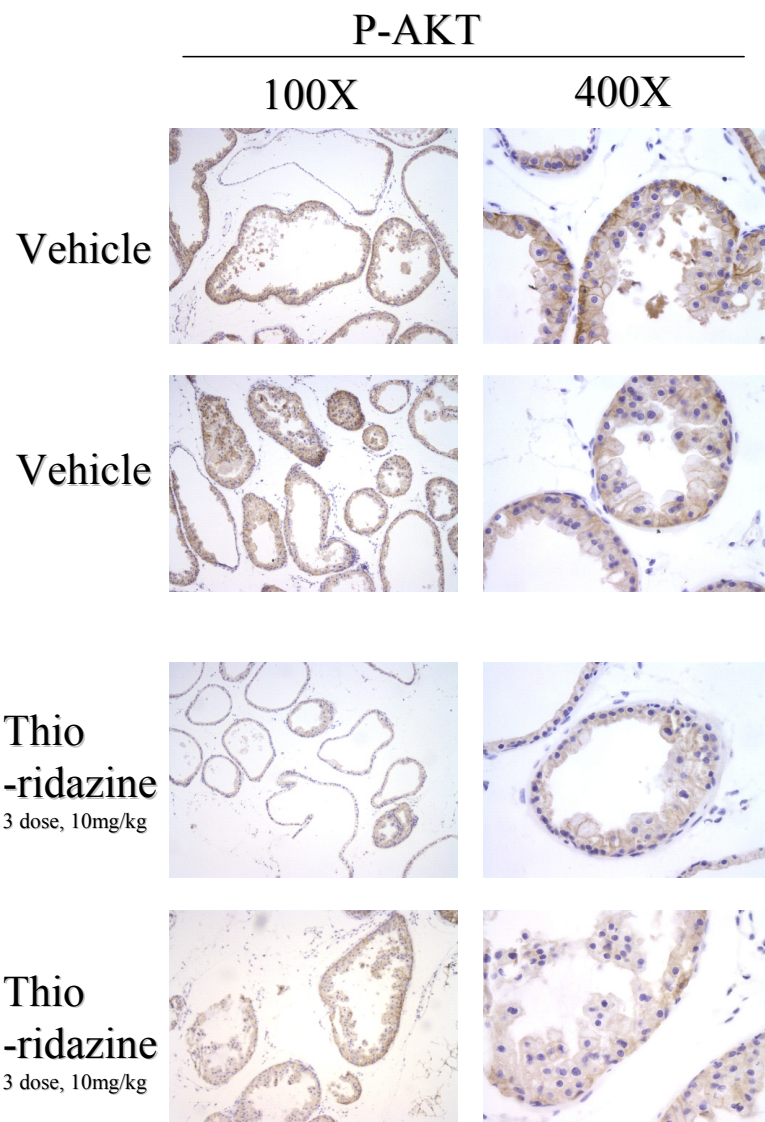 P-AKT
100X
400X
Vehicle
Vehicle
Thio
-ridazine
3 dose, 10mg/kg
Thio
-ridazine
3 dose, 10mg/kg